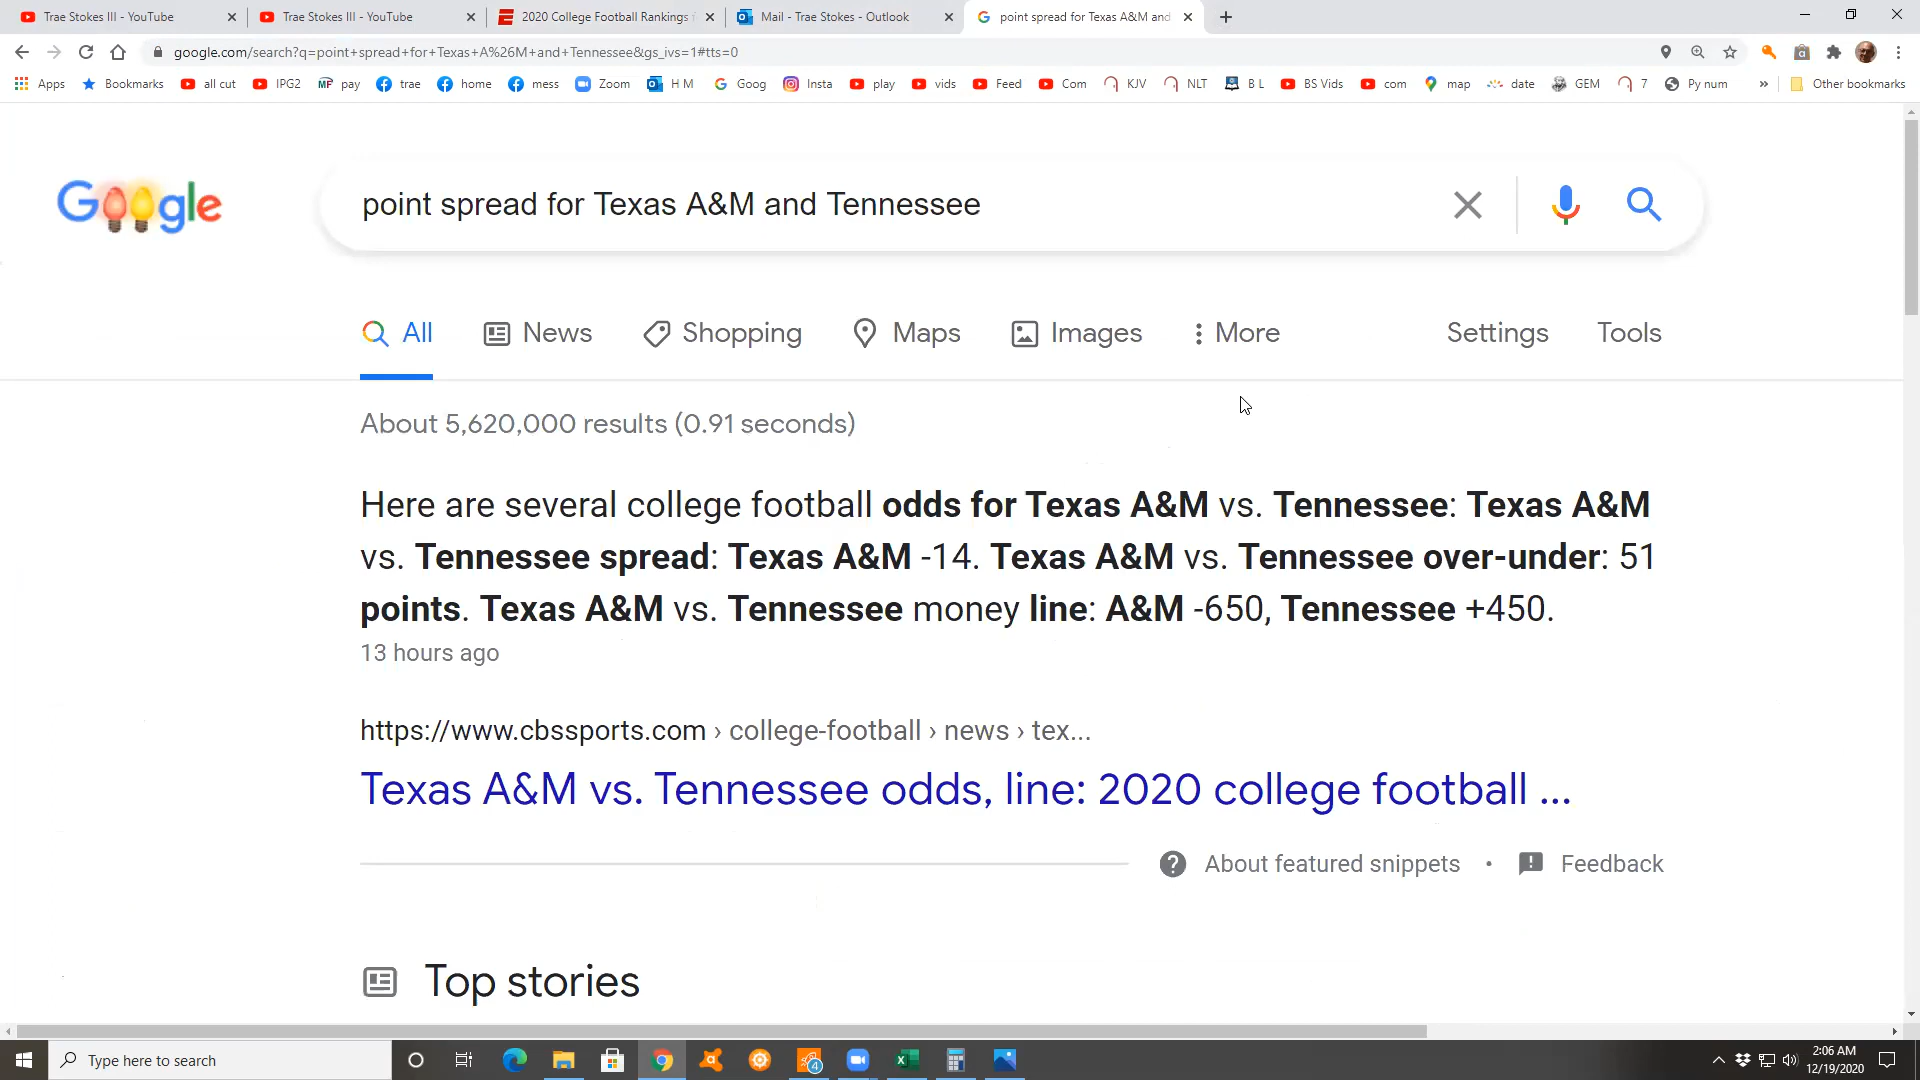 Trae Stokes III - YouTube
Trae Stokes III - YouTube
2020 College Football Rankings
Mail - Trae Stokes - Outlook
point spread for Texas A&M and
google.com/search?q=point+spread+for+Texas+A%26M+and+Tennessee&gs_ivs=1#tts=0
Apps Bookmarks all cut IPG2 MF pay trae home mess Zoom H M Goog Insta play vids Feed Com KJV NLT B L BS Vids com map date GEM 7 Py num » Other bookmarks
Google
point spread for Texas A&M and Tennessee
All News Shopping Maps Images More Settings Tools
About 5,620,000 results (0.91 seconds)
Here are several college football odds for Texas A&M vs. Tennessee: Texas A&M
vs. Tennessee spread: Texas A&M -14. Texas A&M vs. Tennessee over-under: 51
points. Texas A&M vs. Tennessee money line: A&M -650, Tennessee +450.
13 hours ago
https://www.cbssports.com › college-football › news › tex...
Texas A&M vs. Tennessee odds, line: 2020 college football ...
About featured snippets • Feedback
Top stories
Type here to search
4
2:06 AM
12/19/2020